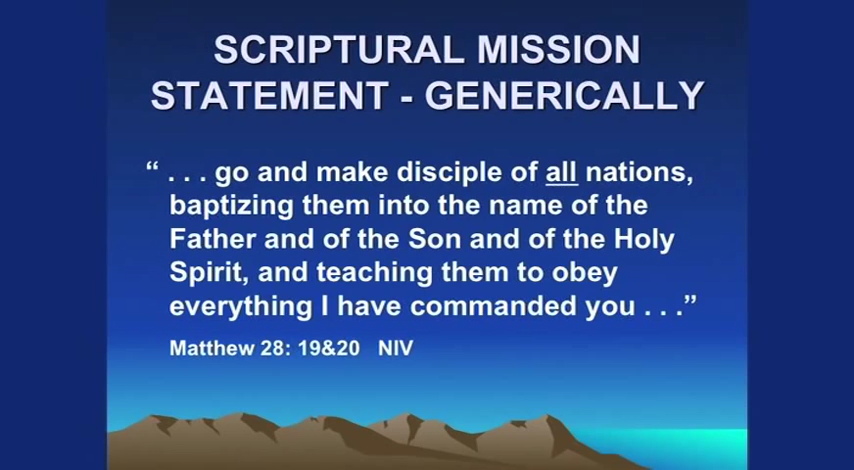 SCRIPTURAL MISSION
STATEMENT - GENERICALLY
“ . . . go and make disciple of all nations,
baptizing them into the name of the
Father and of the Son and of the Holy
Spirit, and teaching them to obey
everything I have commanded you . . .”
Matthew 28: 19&20 NIV